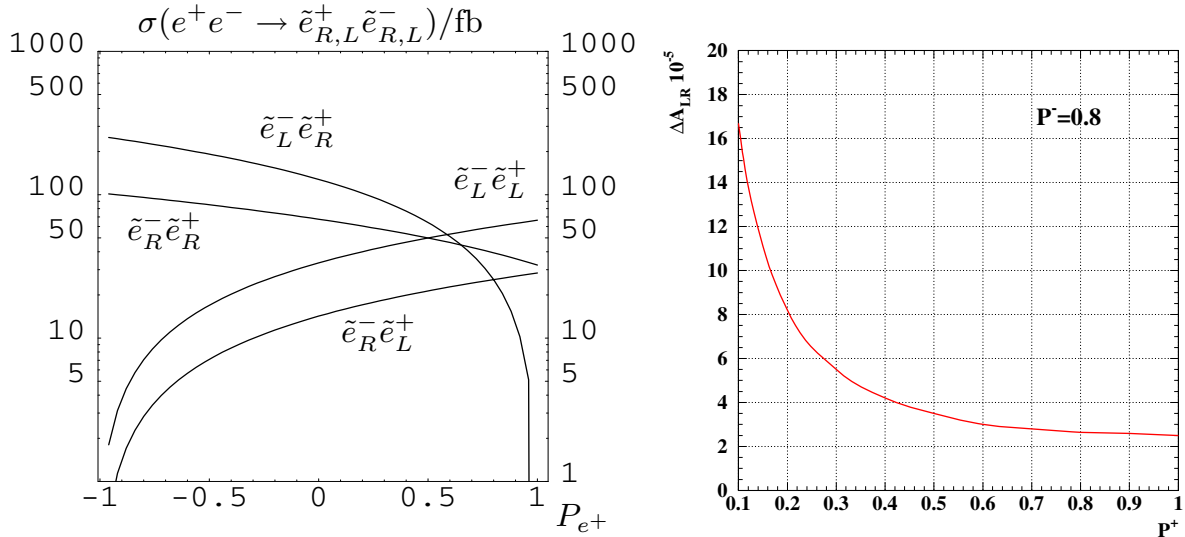 σ(e⁺e⁻ → ẽ⁺_{R,L} ẽ⁻_{R,L})/fb
1000 1000
500 500
100 100
50 50
10 10
5 5
1
ẽ⁻_L ẽ⁺_R
ẽ⁻_L ẽ⁺_L
ẽ⁻_R ẽ⁺_R
ẽ⁻_R ẽ⁺_L
-1 -0.5 0 0.5 1
P_{e+}
ΔA_{LR} 10⁻⁵
20
18
16
14
12
10
8
6
4
2
0
P⁻=0.8
0.1 0.2 0.3 0.4 0.5 0.6 0.7 0.8 0.9 1
P⁺